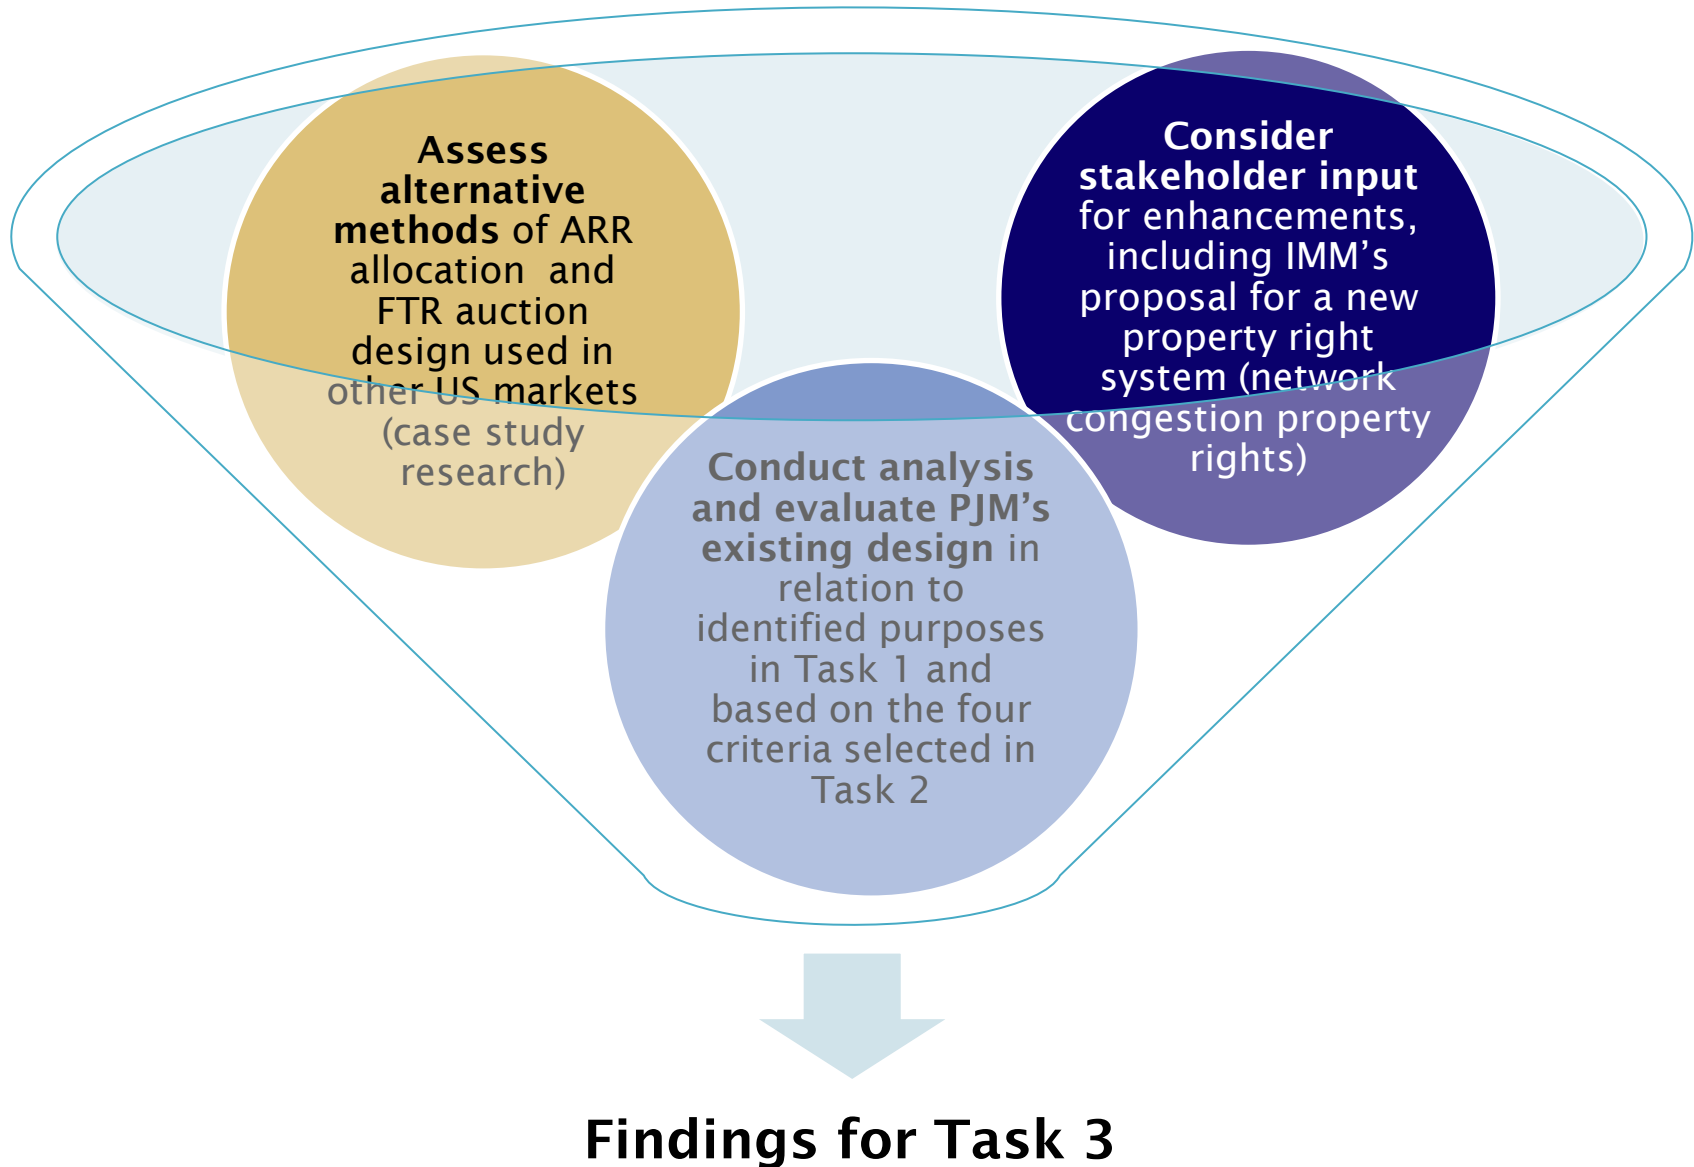 Assess
alternative
methods of ARR
allocation and
FTR auction
design used in
other US markets
(case study
research)
Consider
stakeholder input
for enhancements,
including IMM’s
proposal for a new
property right
system (network
congestion property
rights)
Conduct analysis
and evaluate PJM’s
existing design in
relation to
identified purposes
in Task 1 and
based on the four
criteria selected in
Task 2
Findings for Task 3